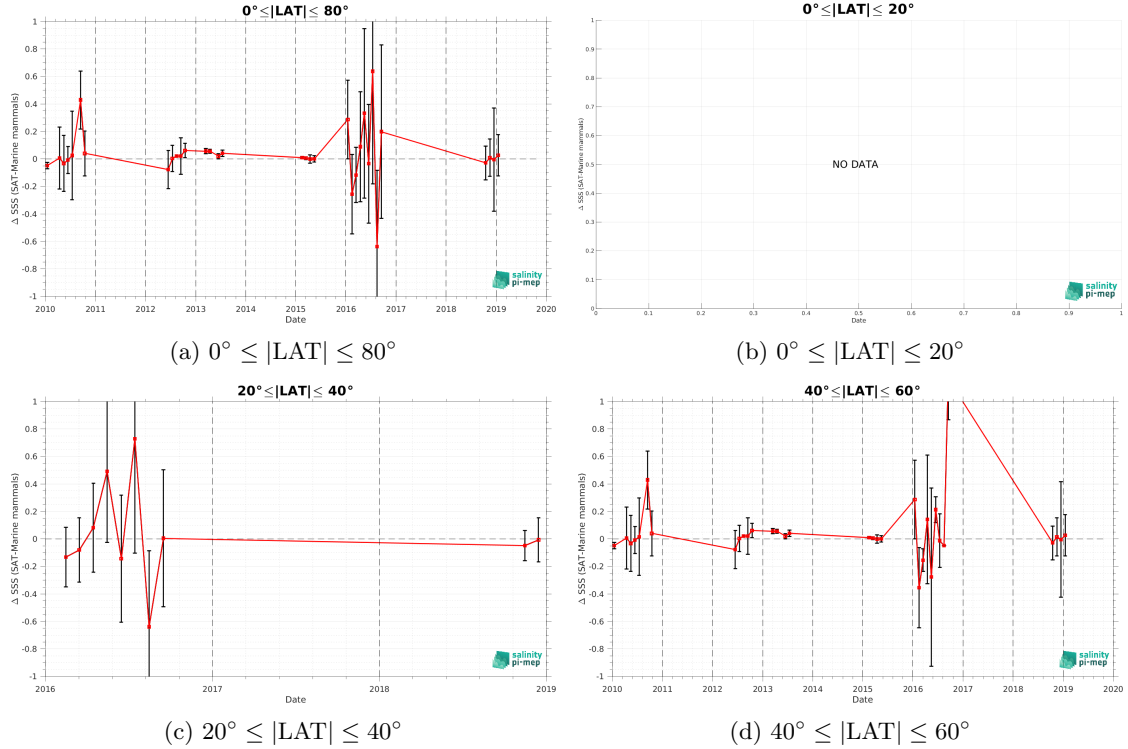 0°≤|LAT|≤ 80°
1
0.8
0.6
0.4
0.2
0
-0.2
-0.4
-0.6
-0.8
-1
Δ SSS (SAT-Marine mammals)
2010 2011 2012 2013 2014 2015 2016 2017 2018 2019 2020
Date
salinity
pi-mep
(a) 0° ≤ |LAT| ≤ 80°
0°≤|LAT|≤ 20°
1
0.9
0.8
0.7
0.6
0.5
0.4
0.3
0.2
0.1
0
Δ SSS (SAT-Marine mammals)
NO DATA
0 0.1 0.2 0.3 0.4 0.5 0.6 0.7 0.8 0.9 1
Date
salinity
pi-mep
(b) 0° ≤ |LAT| ≤ 20°
20°≤|LAT|≤ 40°
1
0.8
0.6
0.4
0.2
0
-0.2
-0.4
-0.6
-0.8
-1
Δ SSS (SAT-Marine mammals)
2016 2017 2018 2019
Date
salinity
pi-mep
(c) 20° ≤ |LAT| ≤ 40°
40°≤|LAT|≤ 60°
1
0.8
0.6
0.4
0.2
0
-0.2
-0.4
-0.6
-0.8
-1
Δ SSS (SAT-Marine mammals)
2010 2011 2012 2013 2014 2015 2016 2017 2018 2019 2020
Date
salinity
pi-mep
(d) 40° ≤ |LAT| ≤ 60°